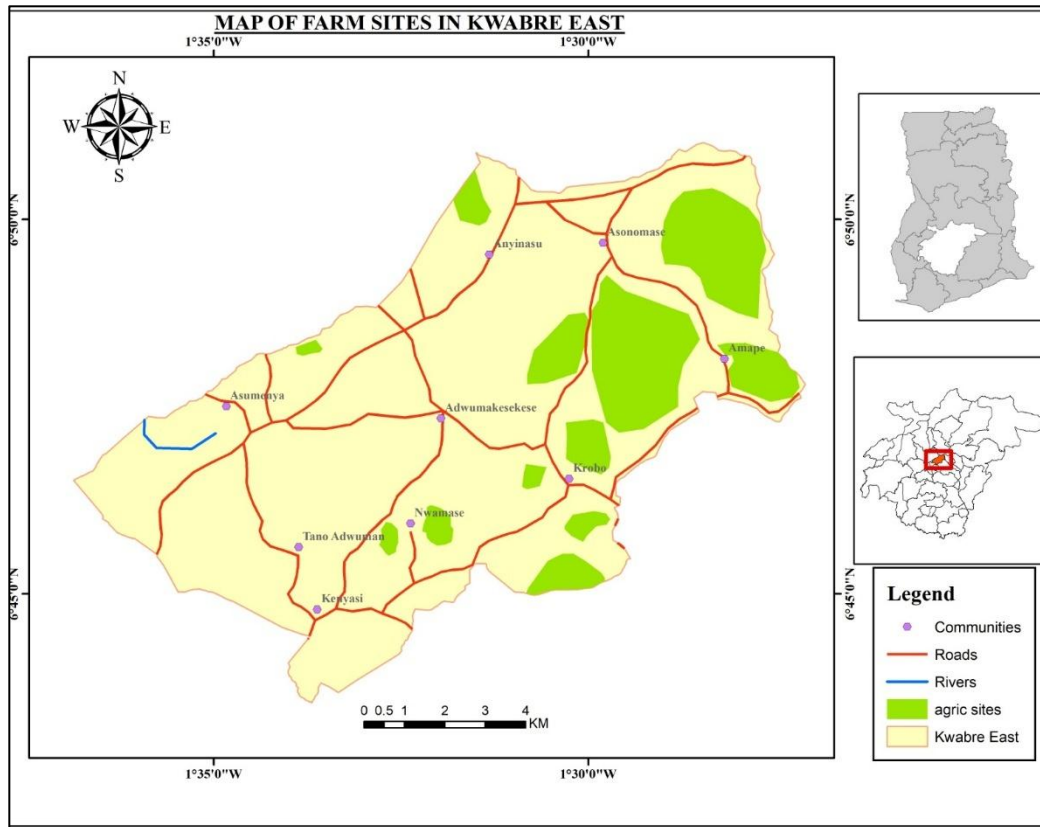 MAP OF FARM SITES IN KWABRE EAST
1°35'0"W 1°30'0"W
N
W E
S
6°50'0"N 6°50'0"N
Anyinasu
Asonomase
Amape
Asumenya
Adwumakesekese
Krobo
Nwamase
Tano Adwuman
Kenyasi
6°45'0"N 6°45'0"N
0 0.5 1 2 3 4
KM
1°35'0"W 1°30'0"W
Legend
Communities
Roads
Rivers
agric sites
Kwabre East